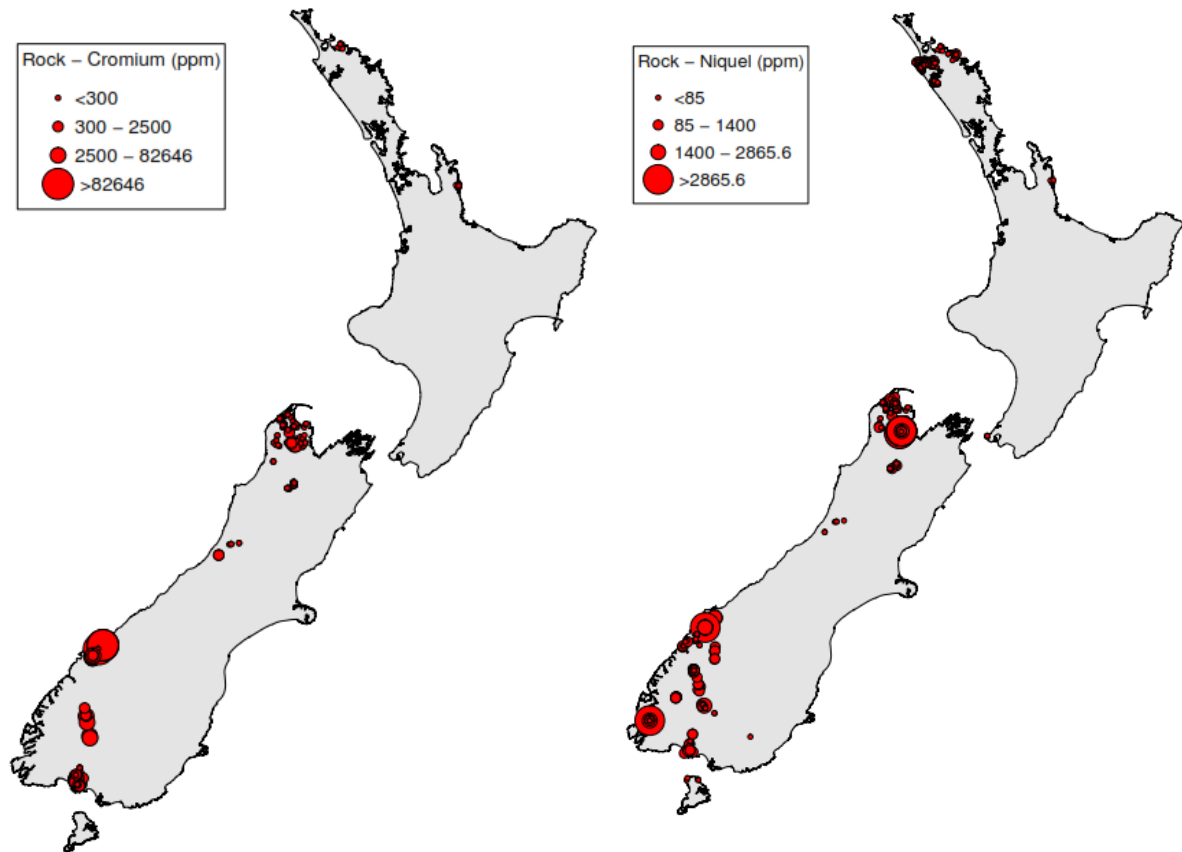 Rock – Cromium (ppm)
<300
300 – 2500
2500 – 82646
>82646
Rock – Niquel (ppm)
<85
85 – 1400
1400 – 2865.6
>2865.6